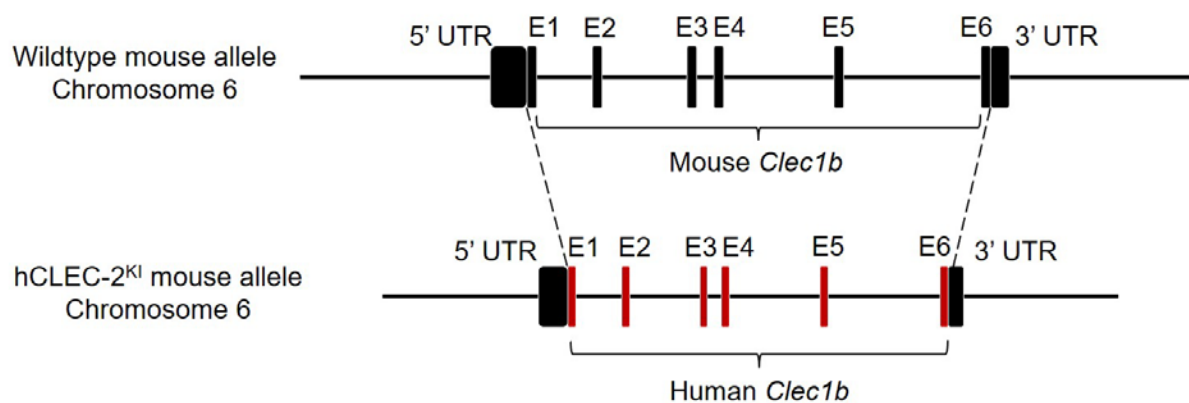 5’ UTR E1 E2 E3 E4 E5 E6 3’ UTR
Wildtype mouse allele
Chromosome 6
Mouse Clec1b
5’ UTR E1 E2 E3 E4 E5 E6 3’ UTR
hCLEC-2ᴷᴵ mouse allele
Chromosome 6
Human Clec1b